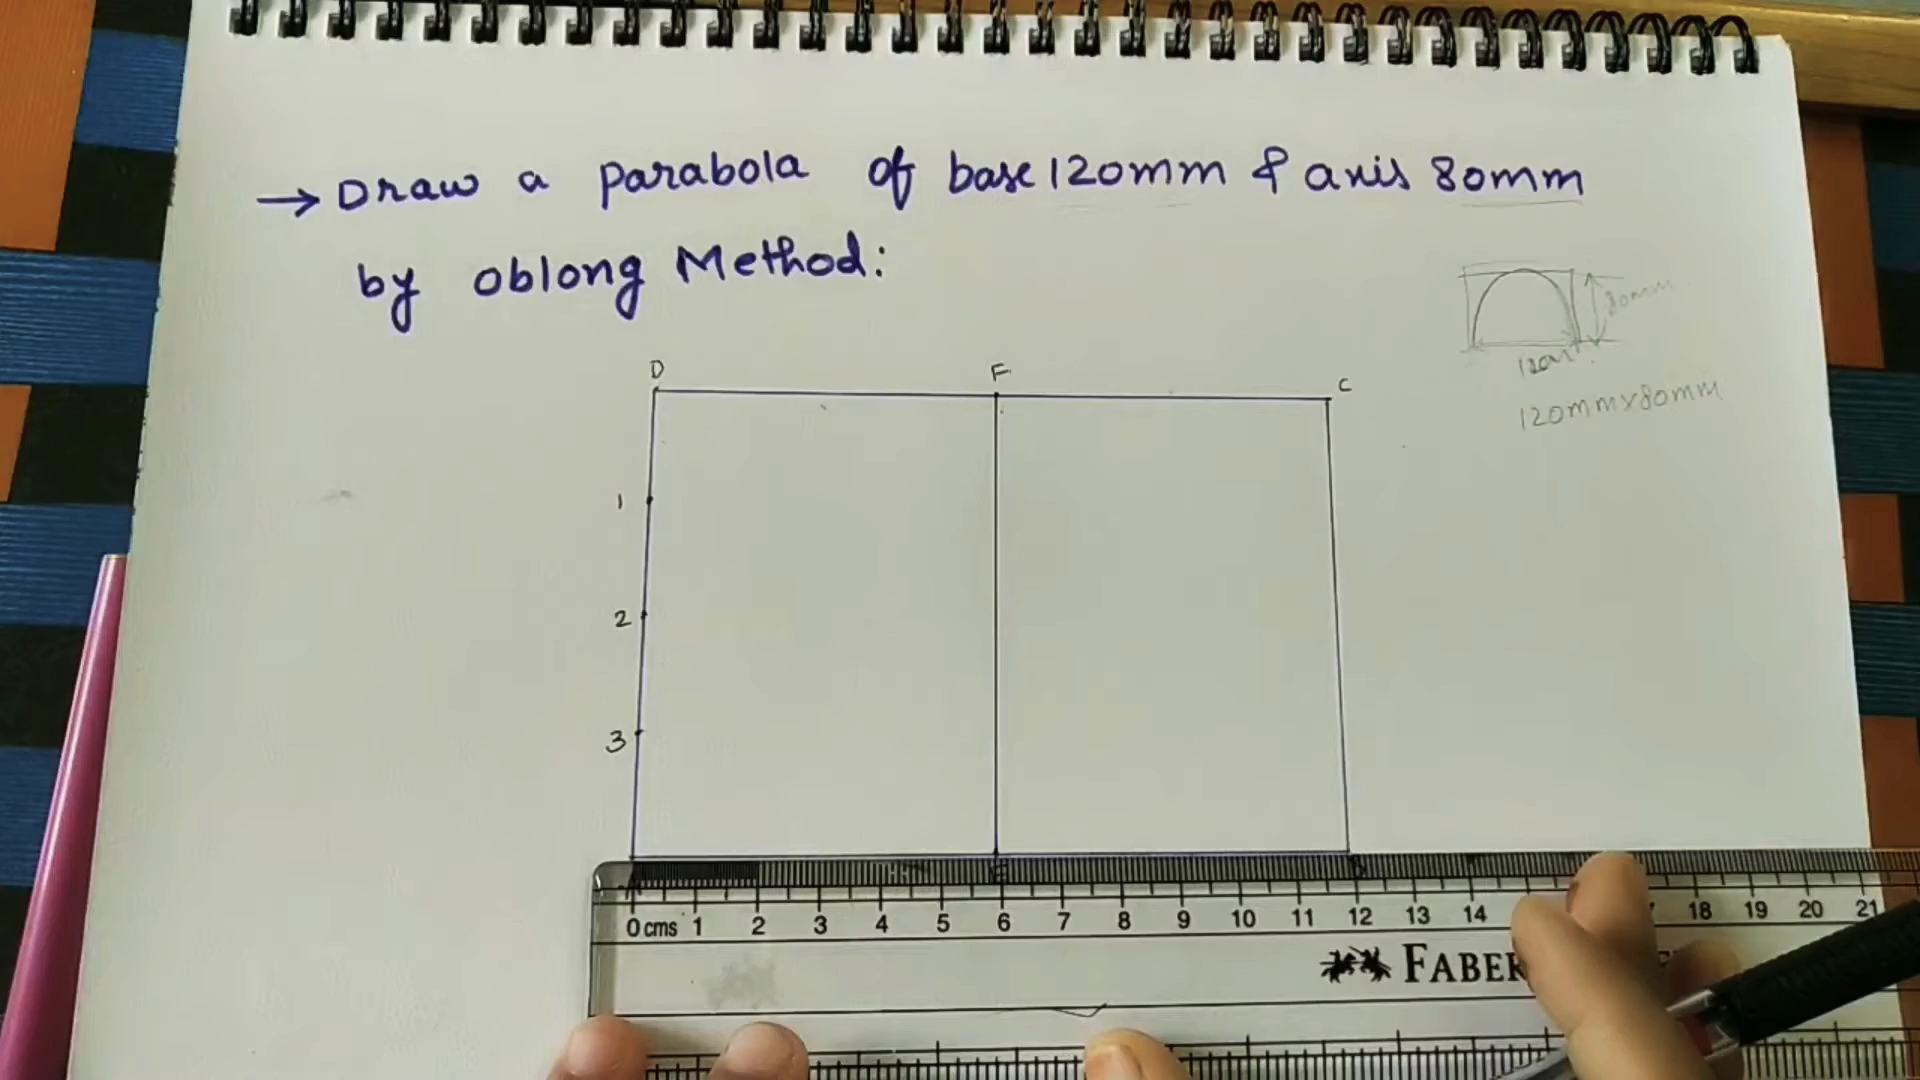 → Draw a parabola of base 120mm & axis 80mm
by oblong Method:
80mm
120mm×80mm
D F C
1
2
3
E
0 cms 1 2 3 4 5 6 7 8 9 10 11 12 13 14 18 19 20 21
FABER